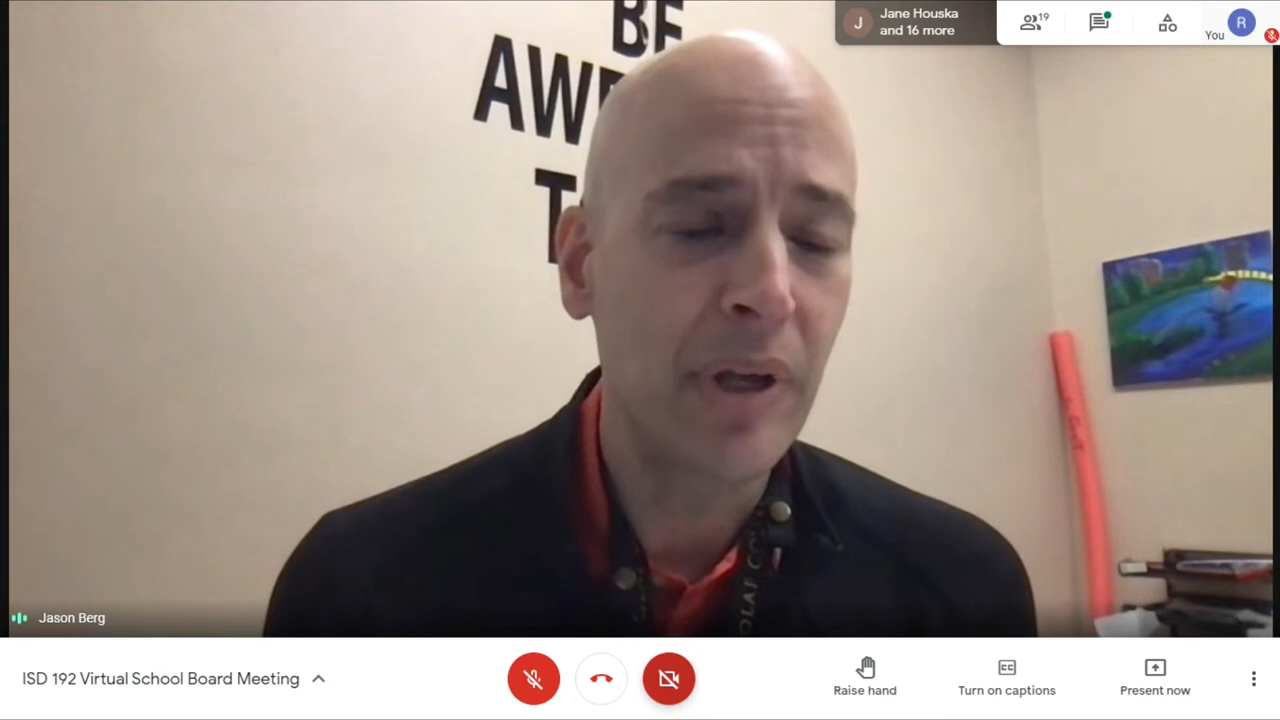 BE
Jane Houska
J
and 16 more
19
You
R
Jason Berg
ISD 192 Virtual School Board Meeting
Raise hand
CC
Turn on captions
Present now